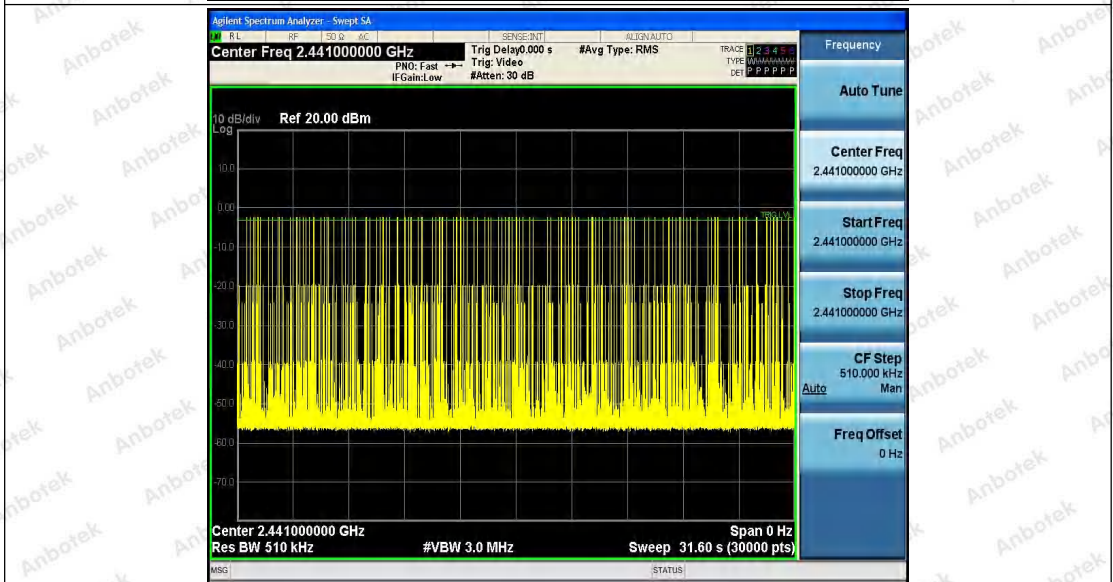 Agilent Spectrum Analyzer - Swept SA
RL RF 50 Ω AC SENSE:INT ALIGN AUTO
Center Freq 2.441000000 GHz
PNO: Fast
IFGain:Low
Trig Delay0.000 s
Trig: Video
#Atten: 30 dB
#Avg Type: RMS
TRACE 1 2 3 4 5 6
TYPE
DET P P P P P P
10 dB/div Ref 20.00 dBm
Log
10.0
0.00
TRIG LVL
-10.0
-20.0
-30.0
-40.0
-50.0
-60.0
-70.0
Center 2.441000000 GHz
Span 0 Hz
Res BW 510 kHz
#VBW 3.0 MHz
Sweep 31.60 s (30000 pts)
MSG
STATUS
Frequency
Auto Tune
Center Freq
2.441000000 GHz
Start Freq
2.441000000 GHz
Stop Freq
2.441000000 GHz
CF Step
510.000 kHz
Auto Man
Freq Offset
0 Hz
Anbotek